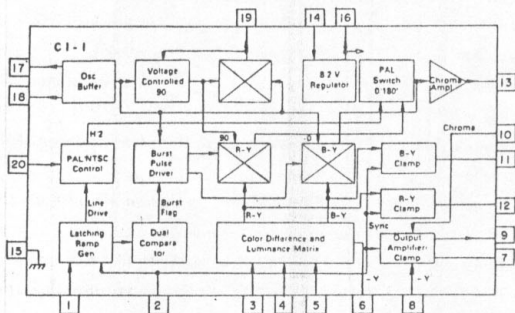 19 14 16
C1-1
17
18
Osc
Buffer
Voltage
Controlled
90
8.2 V
Regulator
PAL
Switch
0 180°
Chroma
Ampl.
13
H2
90
0
Chroma
10
20
PAL/NTSC
Control
Burst
Pulse
Driver
R-Y
B-Y
B-Y
Clamp
11
Line
Drive
Burst
Flag
R-Y
B-Y
R-Y
Clamp
12
Sync
15
Latching
Ramp
Gen
Dual
Compara
tor
Color Difference and
Luminance Matrix
Output
Amplifier
Clamp
9
7
-Y
-Y
1 2 3 4 5 6 8